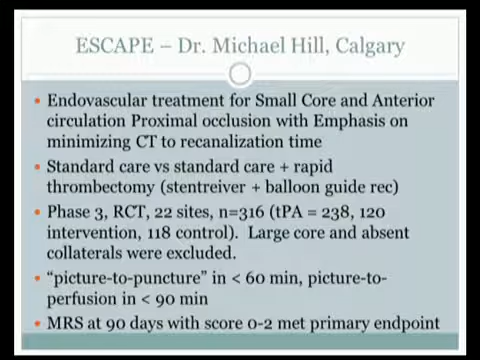 ESCAPE – Dr. Michael Hill, Calgary
• Endovascular treatment for Small Core and Anterior
circulation Proximal occlusion with Emphasis on
minimizing CT to recanalization time
• Standard care vs standard care + rapid
thrombectomy (stentreiver + balloon guide rec)
• Phase 3, RCT, 22 sites, n=316 (tPA = 238, 120
intervention, 118 control). Large core and absent
collaterals were excluded.
• “picture-to-puncture” in < 60 min, picture-to-
perfusion in < 90 min
• MRS at 90 days with score 0-2 met primary endpoint